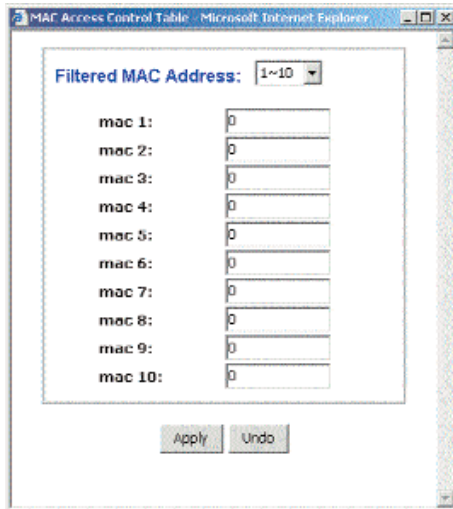 MAC Access Control Table - Microsoft Internet Explorer
Filtered MAC Address: 1~10
mac 1: 0
mac 2: 0
mac 3: 0
mac 4: 0
mac 5: 0
mac 6: 0
mac 7: 0
mac 8: 0
mac 9: 0
mac 10: 0
Apply Undo